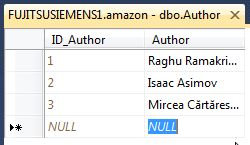 FUJITSUSIEMENS1.amazon - dbo.Author
ID_Author Author
1 Raghu Ramakri...
2 Isaac Asimov
3 Mircea Cărtăres...
NULL NULL